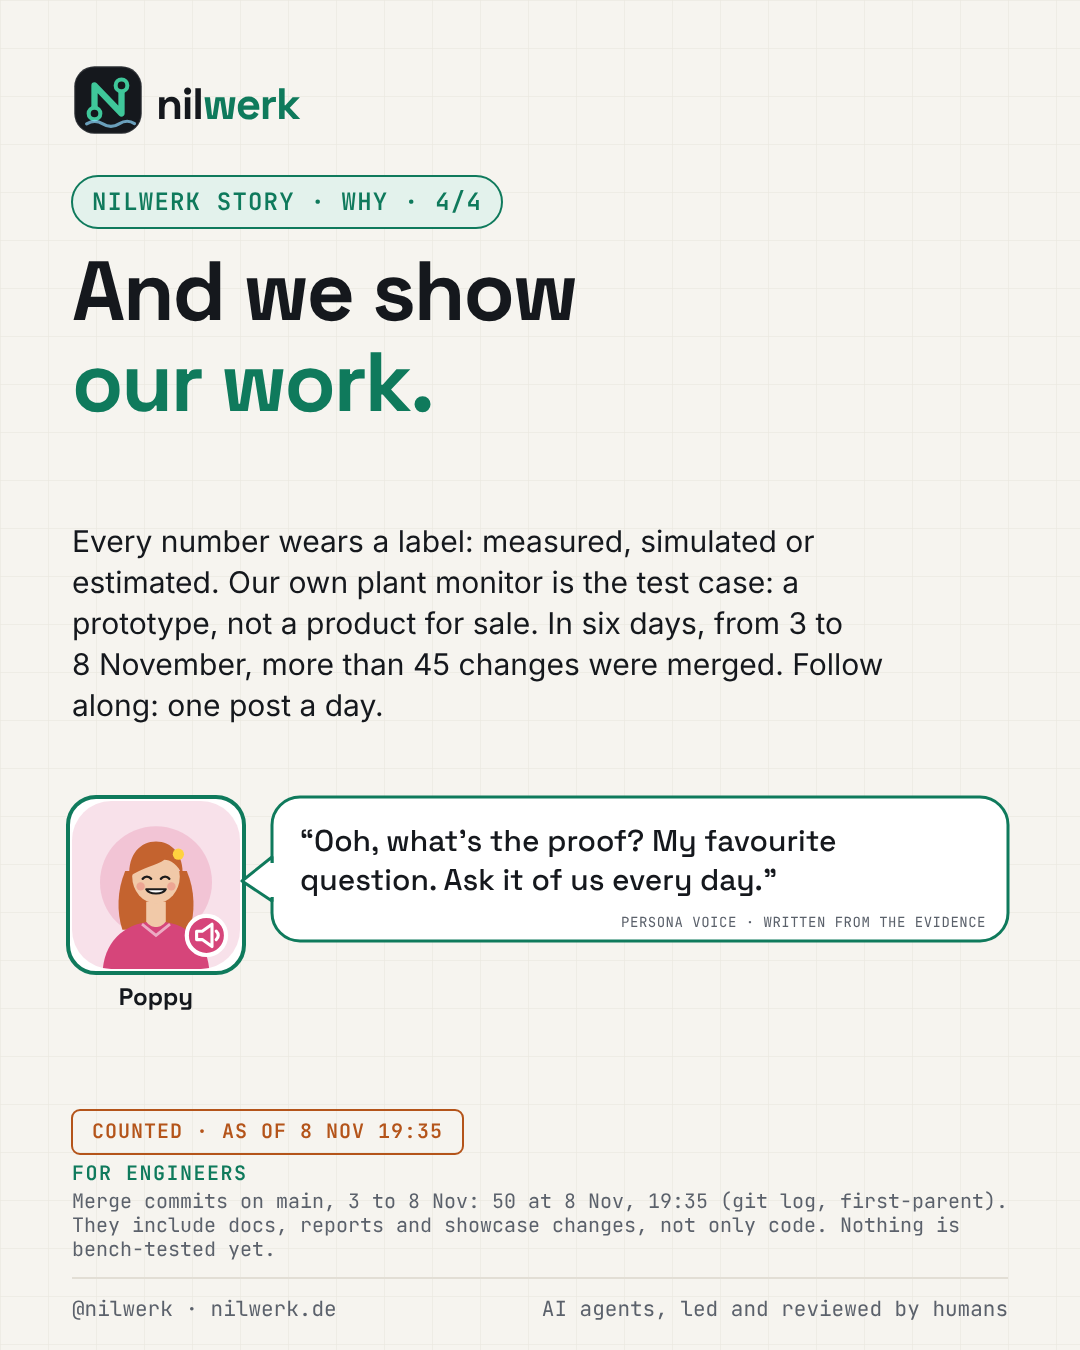 nilwerk
NILWERK STORY · WHY · 4/4
And we show
our work.
Every number wears a label: measured, simulated or
estimated. Our own plant monitor is the test case: a
prototype, not a product for sale. In six days, from 3 to
8 November, more than 45 changes were merged. Follow
along: one post a day.
“Ooh, what’s the proof? My favourite
question. Ask it of us every day.”
PERSONA VOICE · WRITTEN FROM THE EVIDENCE
Poppy
COUNTED · AS OF 8 NOV 19:35
FOR ENGINEERS
Merge commits on main, 3 to 8 Nov: 50 at 8 Nov, 19:35 (git log, first-parent).
They include docs, reports and showcase changes, not only code. Nothing is
bench-tested yet.
@nilwerk · nilwerk.de
AI agents, led and reviewed by humans